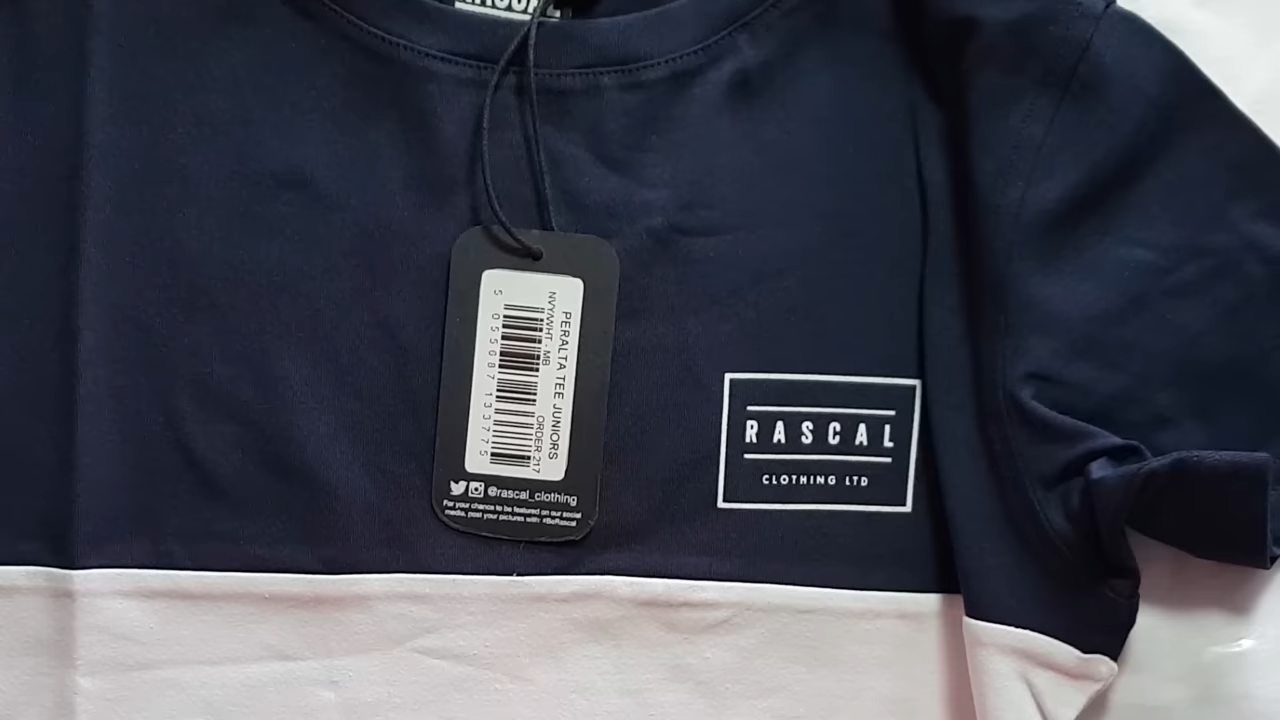 RASCAL
PERALTA TEE JUNIORS
NVY/WHT - MB
ORDER:217
5 055087 133775
@rascal_clothing
For your chance to be featured on our social
media, post your pictures with: #BeRascal
RASCAL
CLOTHING LTD